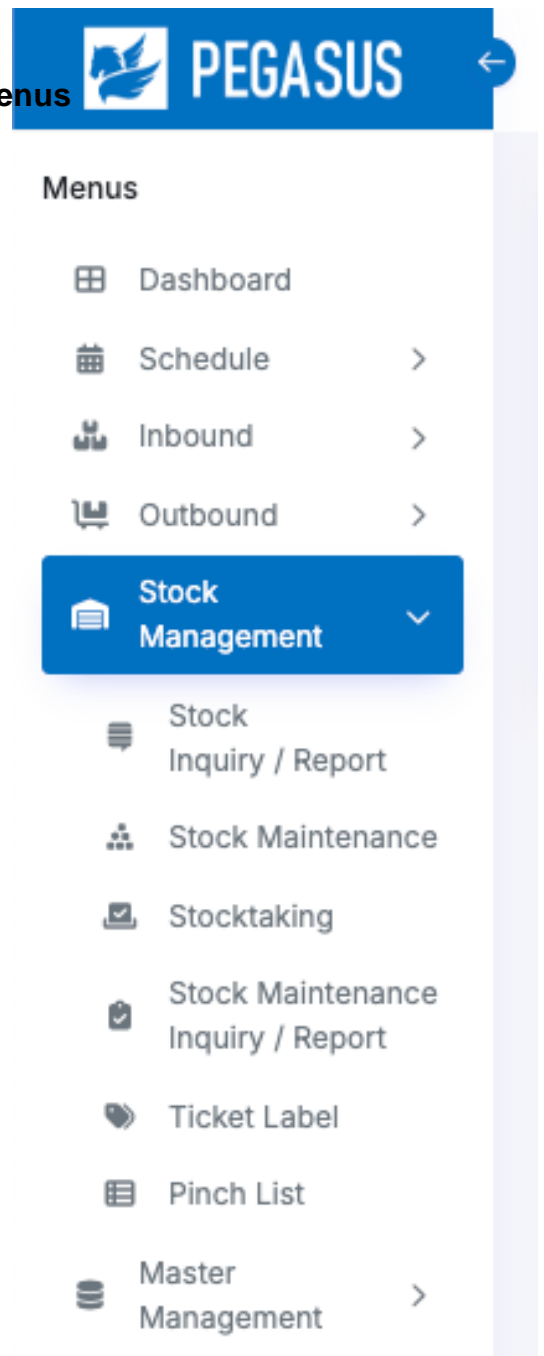 PEGASUS
enus
Menus
Dashboard
Schedule
Inbound
Outbound
Stock
Management
Stock
Inquiry / Report
Stock Maintenance
Stocktaking
Stock Maintenance
Inquiry / Report
Ticket Label
Pinch List
Master
Management